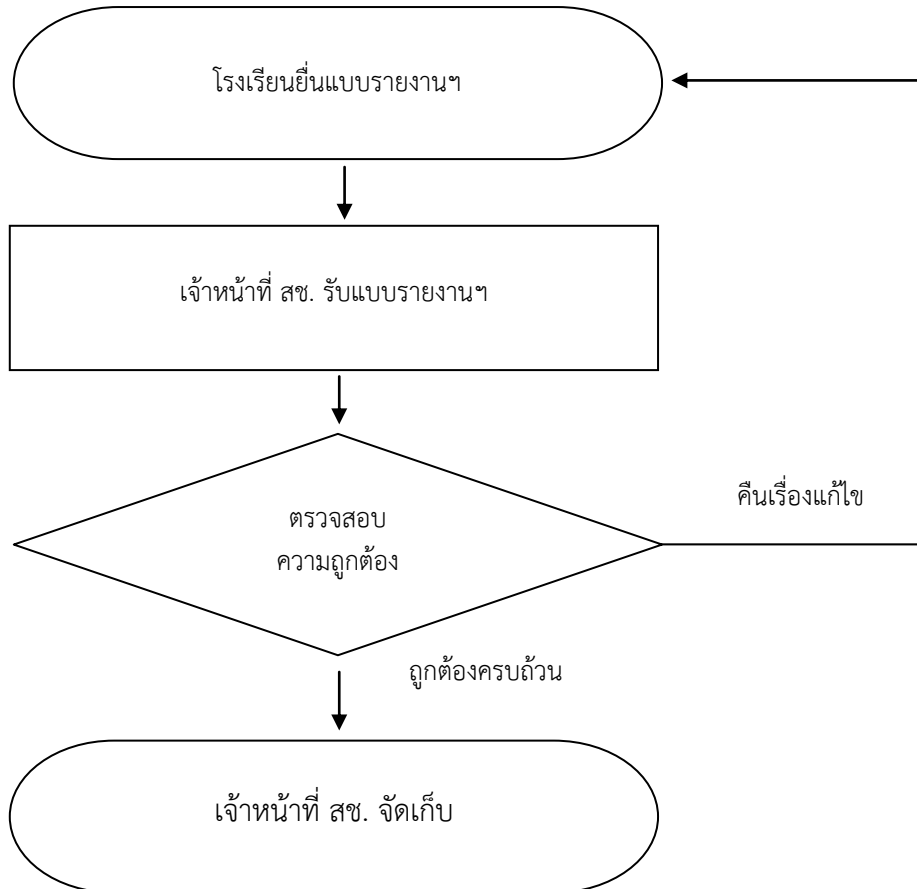 โรงเรียนยื่นแบบรายงานฯ
เจ้าหน้าที่ สช. รับแบบรายงานฯ
ตรวจสอบ
ความถูกต้อง
คืนเรื่องแก้ไข
ถูกต้องครบถ้วน
เจ้าหน้าที่ สช. จัดเก็บ